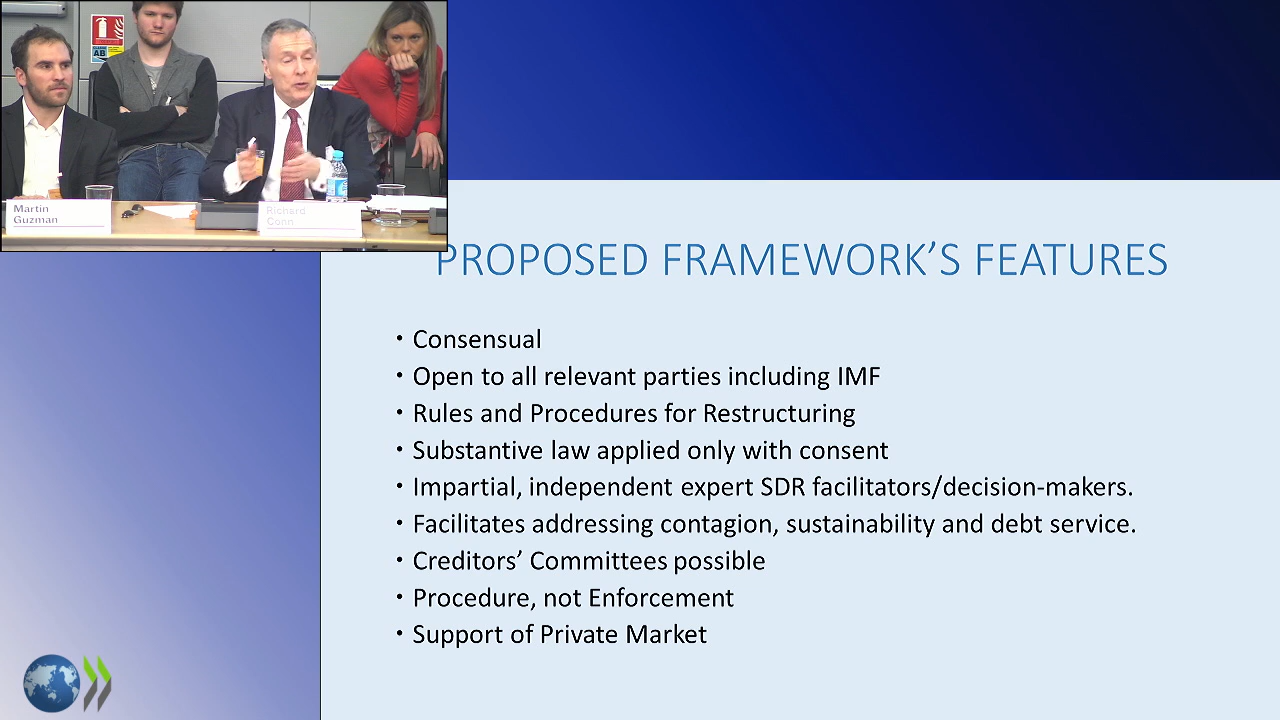 AB
Martin
Guzman
Richard
Conn
PROPOSED FRAMEWORK’S FEATURES
• Consensual
• Open to all relevant parties including IMF
• Rules and Procedures for Restructuring
• Substantive law applied only with consent
• Impartial, independent expert SDR facilitators/decision-makers.
• Facilitates addressing contagion, sustainability and debt service.
• Creditors’ Committees possible
• Procedure, not Enforcement
• Support of Private Market